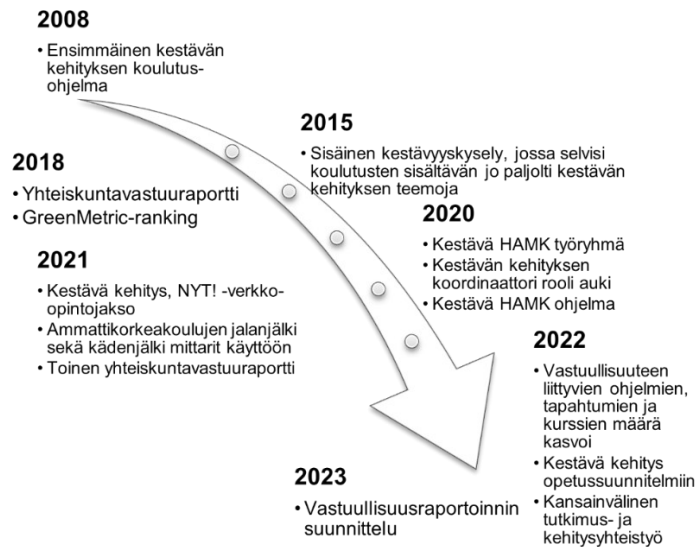 2008
• Ensimmäinen kestävän
kehityksen koulutus-
ohjelma
2015
• Sisäinen kestävyyskysely, jossa selvisi
koulutusten sisältävän jo paljolti kestävän
kehityksen teemoja
2018
• Yhteiskuntavastuuraportti
• GreenMetric-ranking
2020
• Kestävä HAMK työryhmä
• Kestävän kehityksen
koordinaattori rooli auki
• Kestävä HAMK ohjelma
2021
• Kestävä kehitys, NYT! -verkko-
opintojakso
• Ammattikorkeakoulujen jalanjälki
sekä kädenjälki mittarit käyttöön
• Toinen yhteiskuntavastuuraportti
2022
• Vastuullisuuteen
liittyvien ohjelmien,
tapahtumien ja
kurssien määrä
kasvoi
• Kestävä kehitys
opetussuunnitelmiin
• Kansainvälinen
tutkimus- ja
kehitysyhteistyö
2023
• Vastuullisuusraportoinnin
suunnittelu